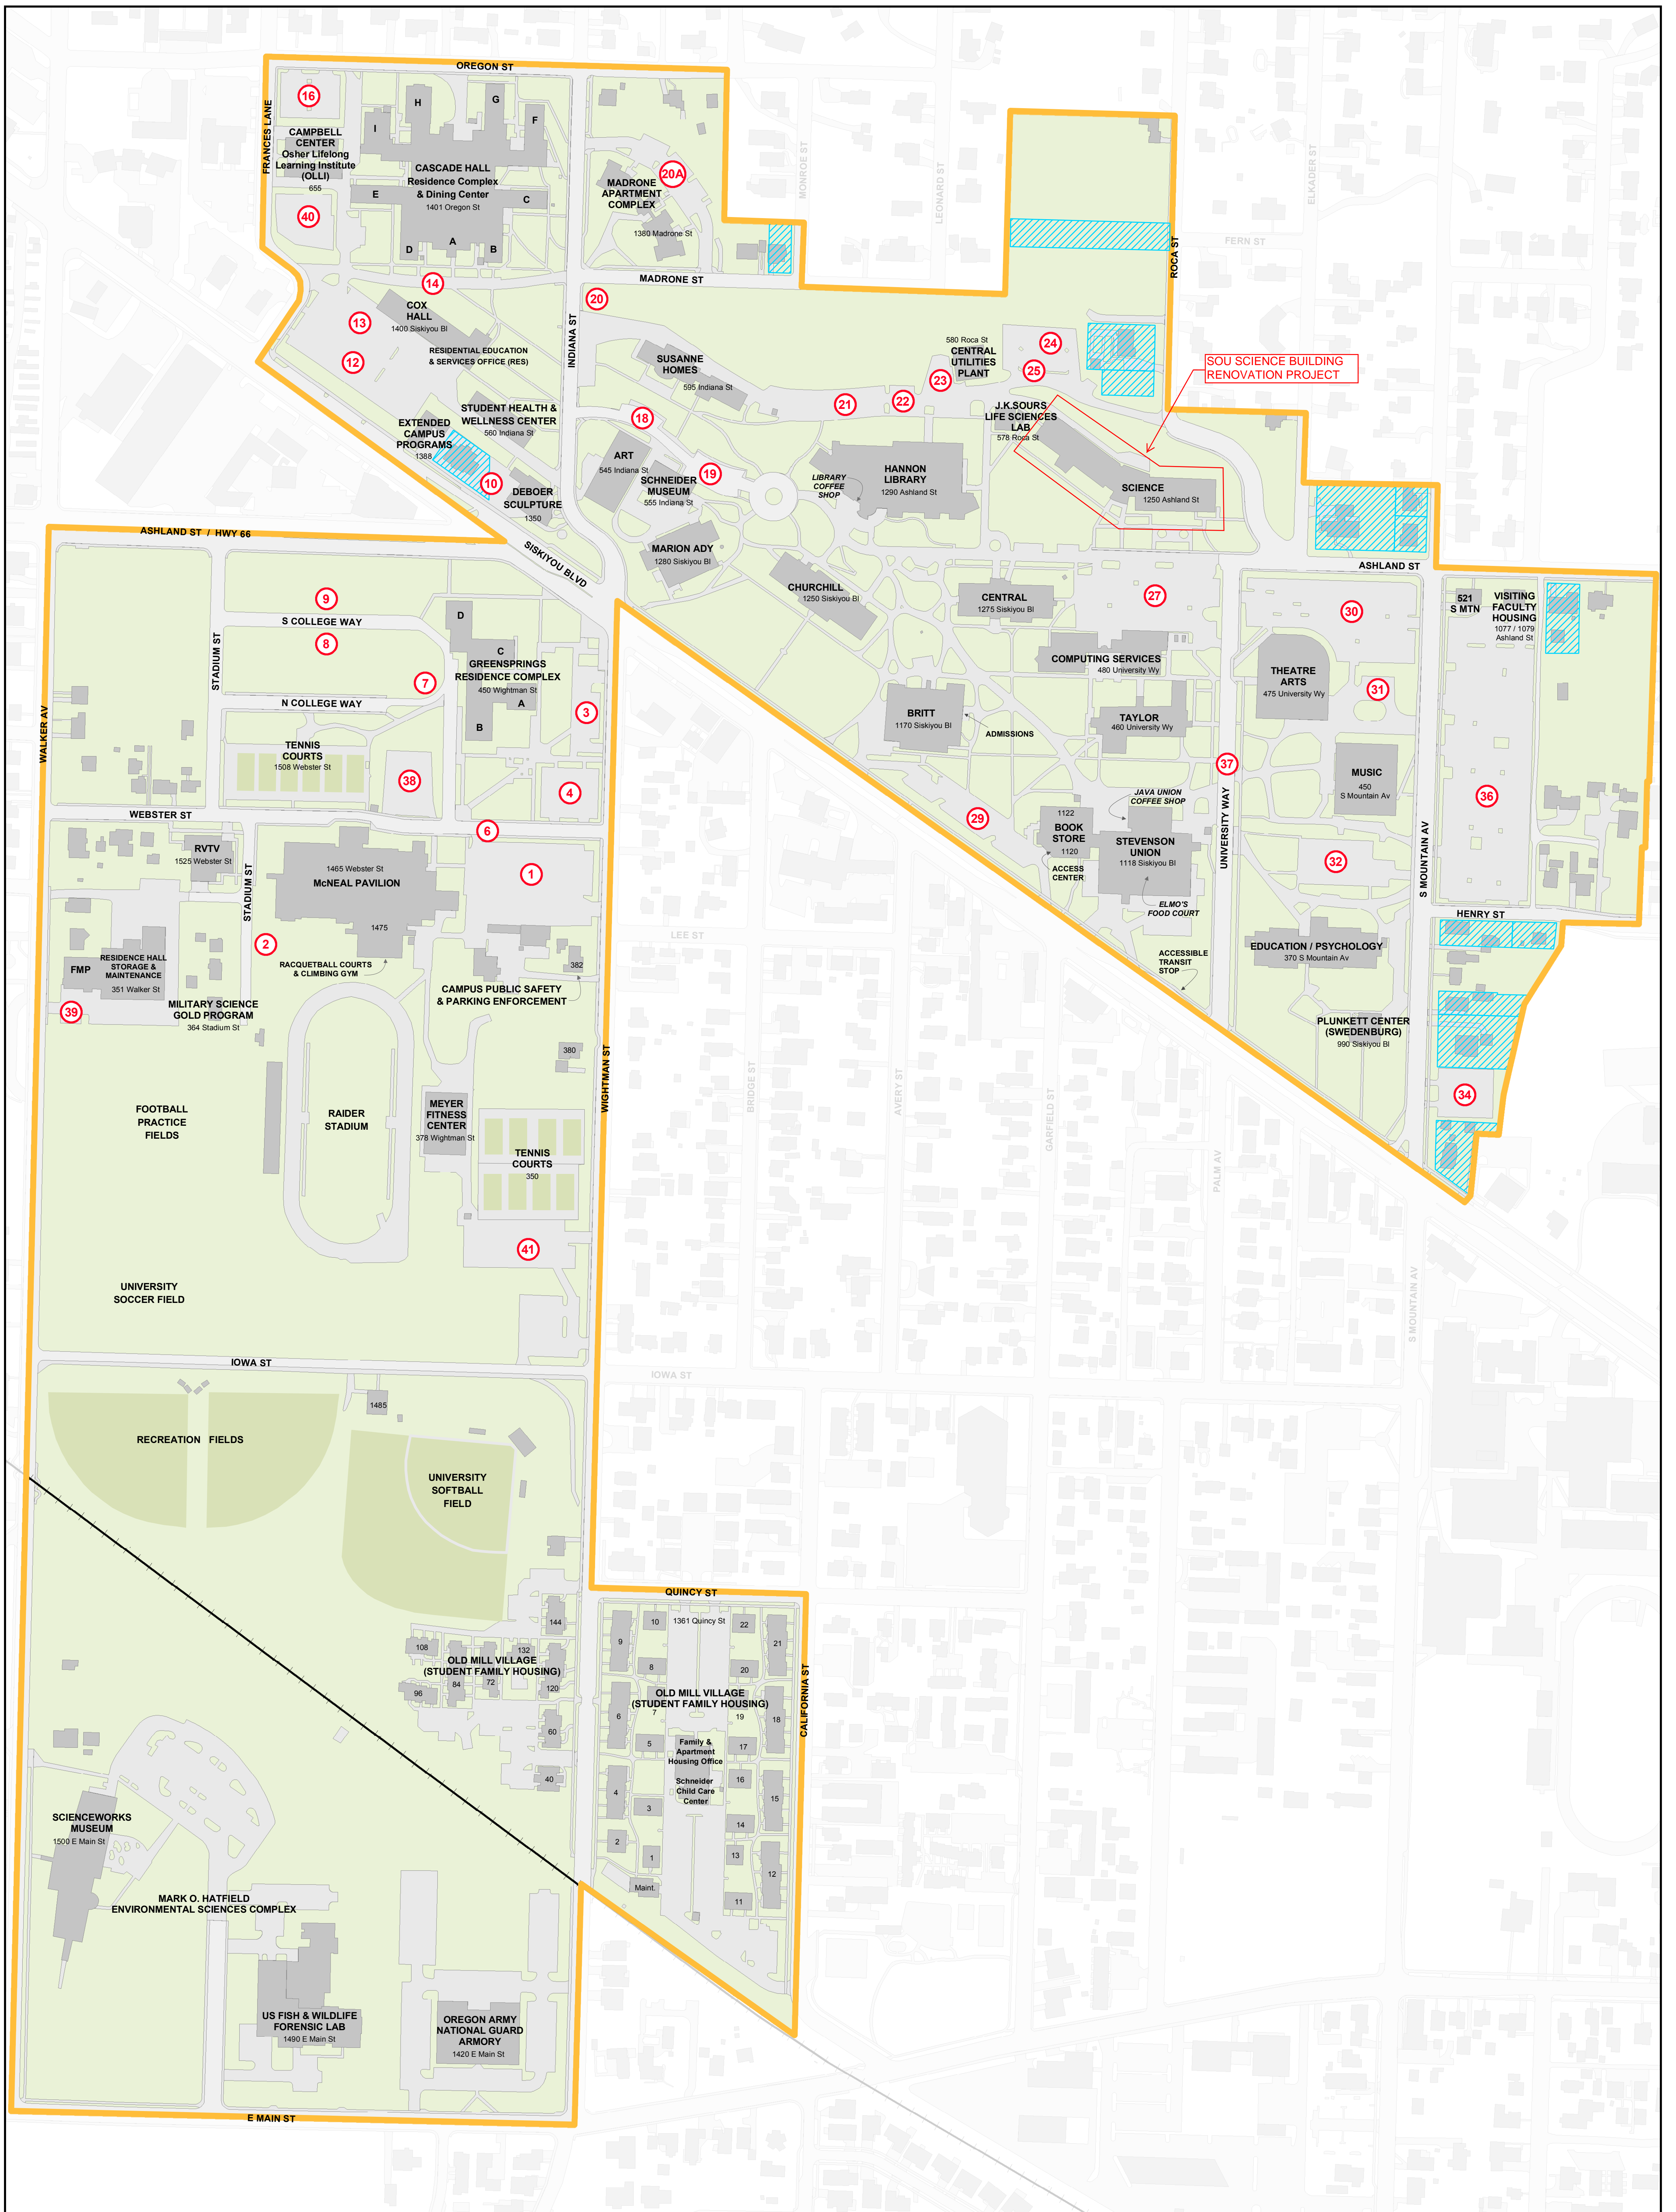 OREGON ST
FRANCES LANE
16
CAMPBELL
CENTER
Osher Lifelong
Learning Institute
(OLLI)
655
40
H
G
I
F
CASCADE HALL
Residence Complex
& Dining Center
1401 Oregon St
E
C
D
A
B
14
MADRONE
APARTMENT
COMPLEX
1380 Madrone St
20A
MONROE ST
LEONARD ST
ELKADER ST
FERN ST
ROCA ST
MADRONE ST
INDIANA ST
20
COX
HALL
1400 Siskiyou Bl
13
12
RESIDENTIAL EDUCATION
& SERVICES OFFICE (RES)
SUSANNE
HOMES
595 Indiana St
580 Roca St
CENTRAL
UTILITIES
PLANT
24
25
23
22
21
SOU SCIENCE BUILDING
RENOVATION PROJECT
STUDENT HEALTH &
WELLNESS CENTER
560 Indiana St
EXTENDED
CAMPUS
PROGRAMS
1388
10
DEBOER
SCULPTURE
1350
18
ART
545 Indiana St
19
SCHNEIDER
MUSEUM
555 Indiana St
MARION ADY
1280 Siskiyou Bl
LIBRARY
COFFEE
SHOP
HANNON
LIBRARY
1290 Ashland St
J.K.SOURS
LIFE SCIENCES
LAB
578 Roca St
SCIENCE
1250 Ashland St
ASHLAND ST / HWY 66
SISKIYOU BLVD
ASHLAND ST
CHURCHILL
1250 Siskiyou Bl
CENTRAL
1275 Siskiyou Bl
27
30
521
S MTN
VISITING
FACULTY
HOUSING
1077 / 1079
Ashland St
9
S COLLEGE WAY
8
STADIUM ST
7
N COLLEGE WAY
WALKER AV
D
C
GREENSPRINGS
RESIDENCE COMPLEX
450 Wightman St
A
B
3
COMPUTING SERVICES
480 University Wy
THEATRE
ARTS
475 University Wy
31
BRITT
1170 Siskiyou Bl
ADMISSIONS
TAYLOR
460 University Wy
TENNIS
COURTS
1508 Webster St
38
4
37
MUSIC
450
S Mountain Av
36
WEBSTER ST
6
29
JAVA UNION
COFFEE SHOP
1122
BOOK
STORE
1120
STEVENSON
UNION
1118 Siskiyou Bl
ACCESS
CENTER
ELMO'S
FOOD COURT
UNIVERSITY WAY
32
S MOUNTAIN AV
HENRY ST
RVTV
1525 Webster St
STADIUM ST
1465 Webster St
McNEAL PAVILION
1475
1
2
RACQUETBALL COURTS
& CLIMBING GYM
382
CAMPUS PUBLIC SAFETY
& PARKING ENFORCEMENT
LEE ST
EDUCATION / PSYCHOLOGY
370 S Mountain Av
ACCESSIBLE
TRANSIT
STOP
FMP
RESIDENCE HALL
STORAGE &
MAINTENANCE
351 Walker St
39
MILITARY SCIENCE
GOLD PROGRAM
364 Stadium St
PLUNKETT CENTER
(SWEDENBURG)
990 Siskiyou Bl
34
380
WIGHTMAN ST
BRIDGE ST
AVERY ST
GARFIELD ST
PALM AV
FOOTBALL
PRACTICE
FIELDS
RAIDER
STADIUM
MEYER
FITNESS
CENTER
378 Wightman St
TENNIS
COURTS
350
41
UNIVERSITY
SOCCER FIELD
S MOUNTAIN AV
IOWA ST
IOWA ST
1485
RECREATION FIELDS
UNIVERSITY
SOFTBALL
FIELD
QUINCY ST
144
108
132
OLD MILL VILLAGE
(STUDENT FAMILY HOUSING)
84
72
96
120
60
40
10
1361 Quincy St
22
9
21
8
20
OLD MILL VILLAGE
(STUDENT FAMILY HOUSING)
7
19
6
18
CALIFORNIA ST
5
Family &
Apartment
Housing Office
17
Schneider
Child Care
Center
16
4
15
3
14
2
1
13
12
Maint.
11
SCIENCEWORKS
MUSEUM
1500 E Main St
MARK O. HATFIELD
ENVIRONMENTAL SCIENCES COMPLEX
US FISH & WILDLIFE
FORENSIC LAB
1490 E Main St
OREGON ARMY
NATIONAL GUARD
ARMORY
1420 E Main St
E MAIN ST